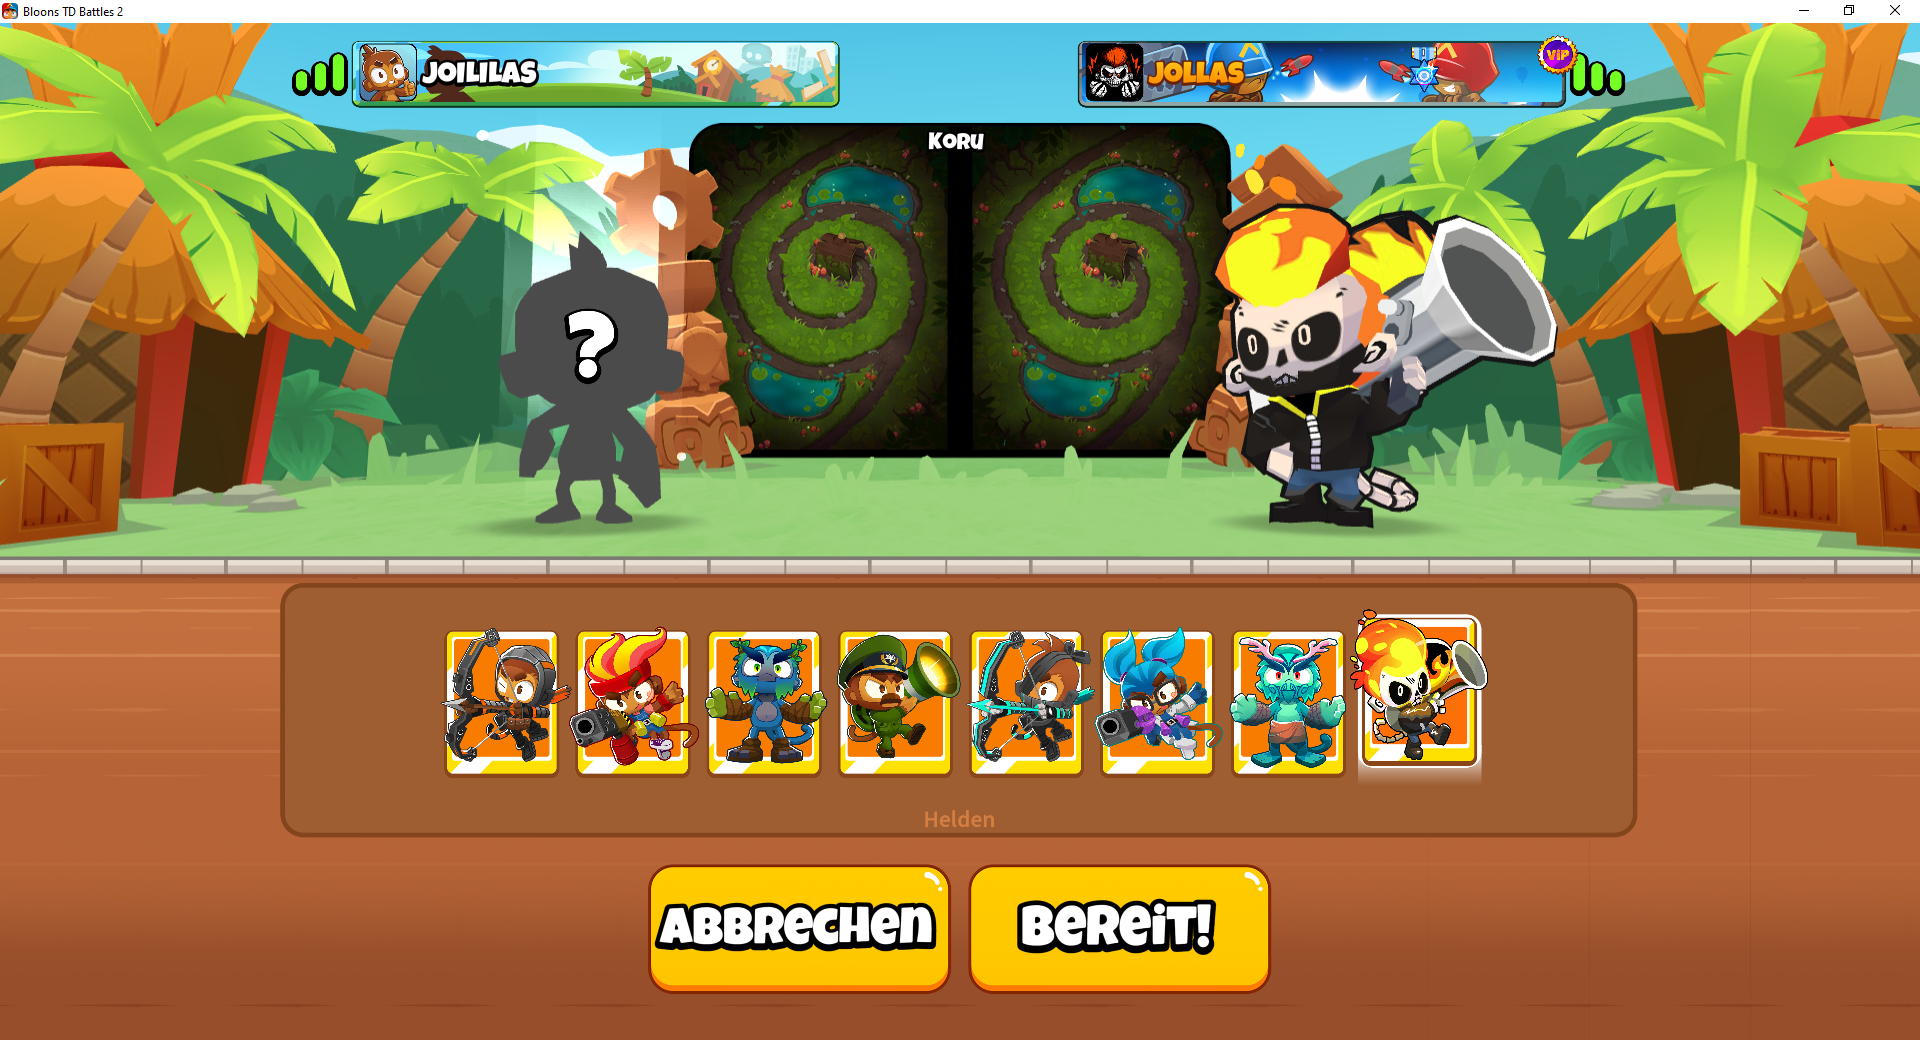 Bloons TD Battles 2
JOILILAS
JOLLAS
VIP
KORU
?
Helden
ABBRECHEN
BEREIT!